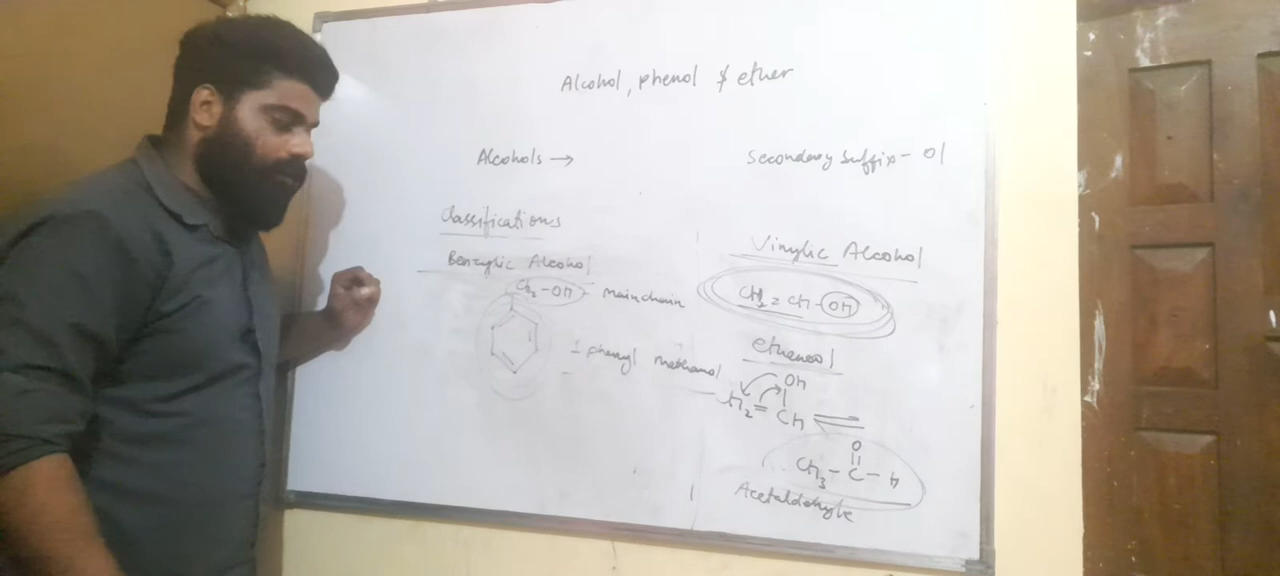 Alcohol, phenol & ether
Alcohols →
Secondary suffix - ol
Classifications
Benzylic Alcohol
CH2 - OH - main chain
1 phenyl methanol
Vinylic Alcohol
CH2 = CH - OH
ethenol
OH
CH2 = CH ⇌
O
CH3 - C - H
Acetaldehyde